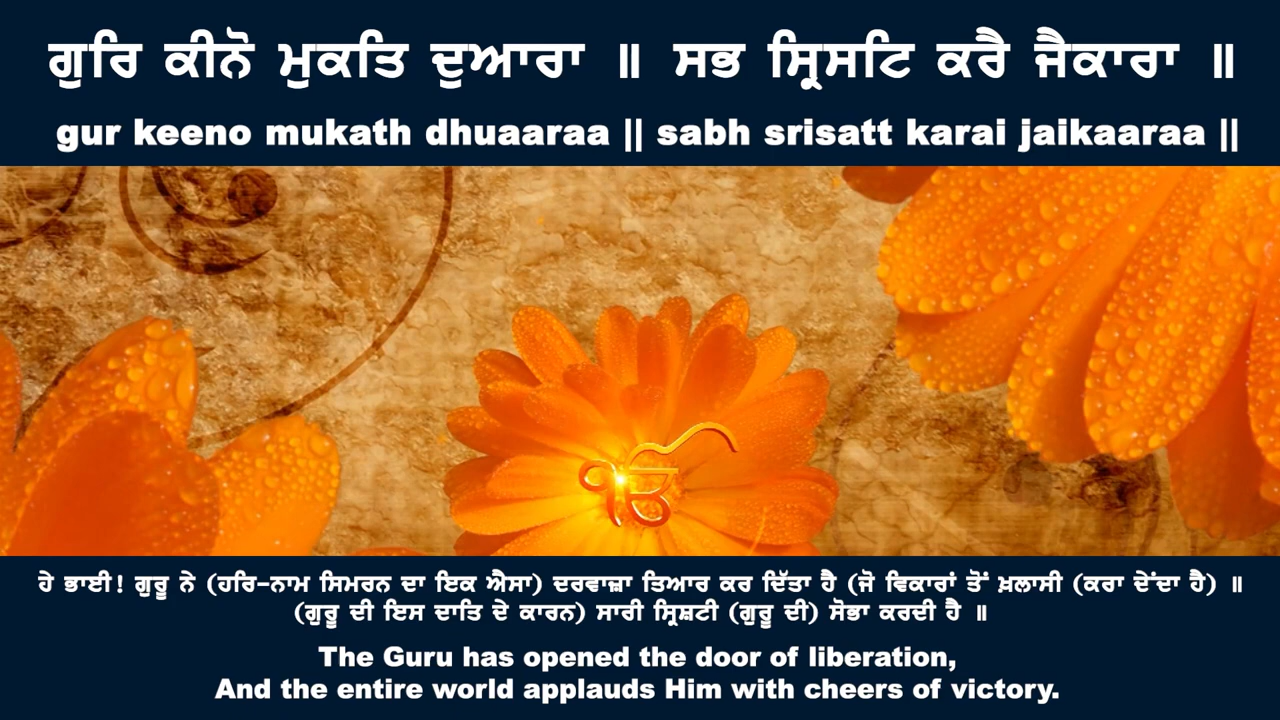 ਗੁਰਿ ਕੀਨੋ ਮੁਕਤਿ ਦੁਆਰਾ ॥ ਸਭ ਸ੍ਰਿਸਟਿ ਕਰੈ ਜੈਕਾਰਾ ॥
gur keeno mukath dhuaaraa || sabh srisatt karai jaikaaraa ||
ੴ
ਹੇ ਭਾਈ! ਗੁਰੂ ਨੇ (ਹਰਿ-ਨਾਮ ਸਿਮਰਨ ਦਾ ਇਕ ਐਸਾ) ਦਰਵਾਜ਼ਾ ਤਿਆਰ ਕਰ ਦਿੱਤਾ ਹੈ (ਜੋ ਵਿਕਾਰਾਂ ਤੋਂ ਖ਼ਲਾਸੀ (ਕਰਾ ਦੇਂਦਾ ਹੈ) ॥
(ਗੁਰੂ ਦੀ ਇਸ ਦਾਤਿ ਦੇ ਕਾਰਨ) ਸਾਰੀ ਸ੍ਰਿਸ਼ਟੀ (ਗੁਰੂ ਦੀ) ਸੋਭਾ ਕਰਦੀ ਹੈ ॥
The Guru has opened the door of liberation,
And the entire world applauds Him with cheers of victory.